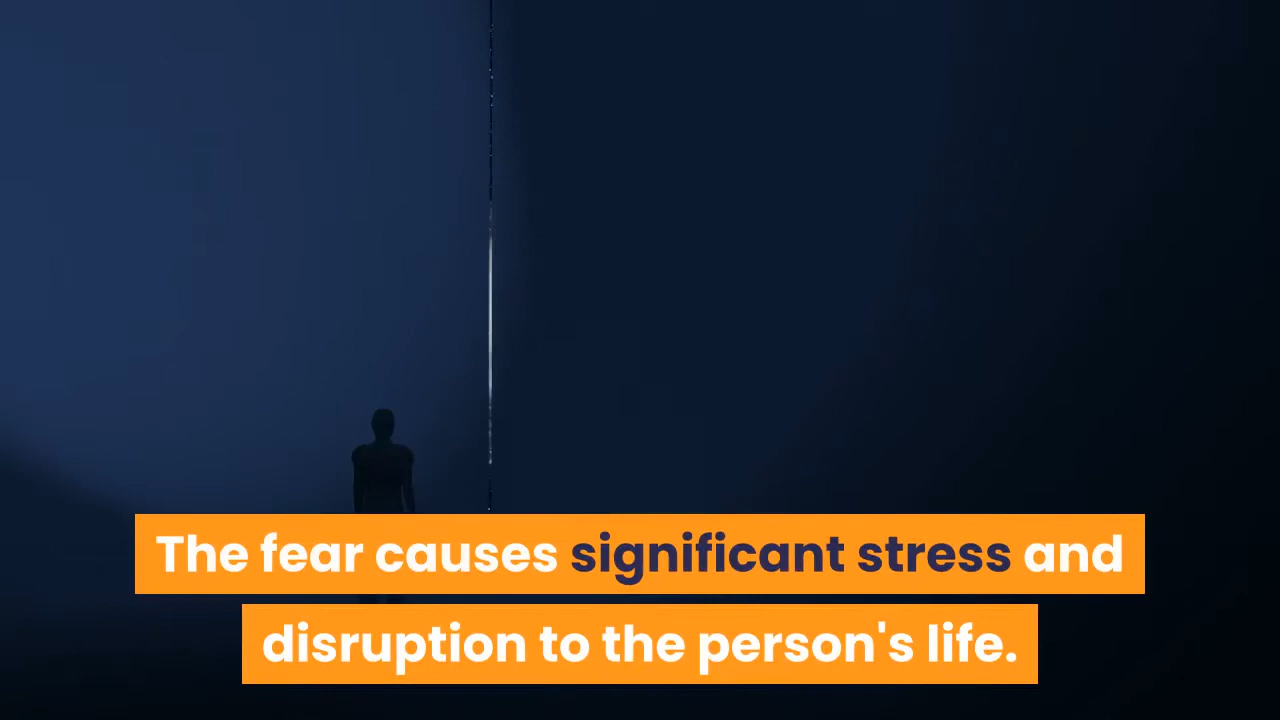 The fear causes significant stress and
disruption to the person's life.